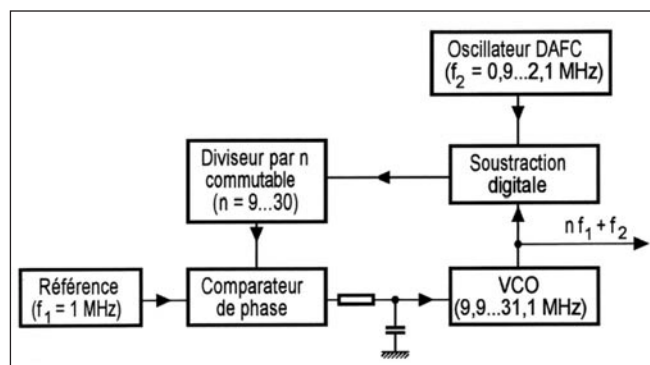 Oscillateur DAFC
(f2 = 0,9...2,1 MHz)
Diviseur par n
commutable
(n = 9...30)
Soustraction
digitale
n f1 + f2
Référence
(f1 = 1 MHz)
Comparateur
de phase
VCO
(9,9...31,1 MHz)